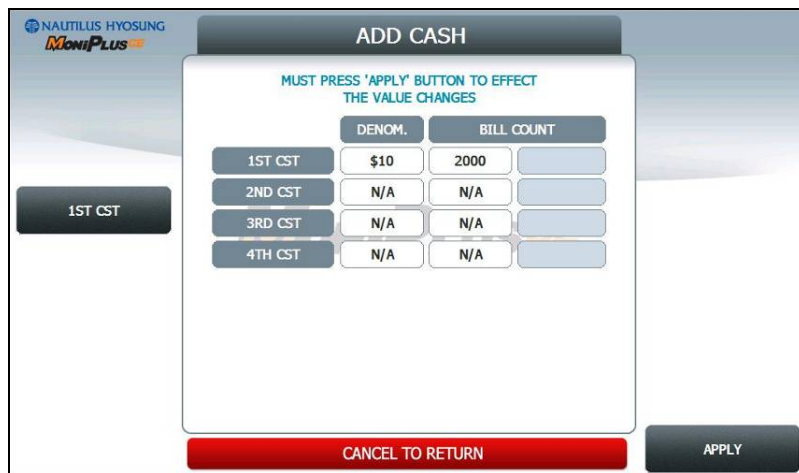 NAUTILUS HYOSUNG
MONiPLUSCE
ADD CASH
MUST PRESS 'APPLY' BUTTON TO EFFECT
THE VALUE CHANGES
DENOM. BILL COUNT
1ST CST $10 2000
2ND CST N/A N/A
1ST CST
3RD CST N/A N/A
4TH CST N/A N/A
CANCEL TO RETURN
APPLY